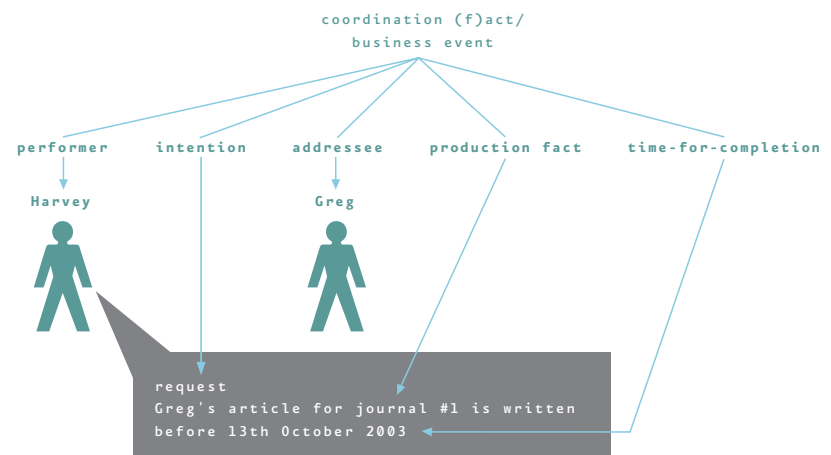 coordination (f)act/
business event
performer intention addressee production fact time-for-completion
Harvey Greg
request
Greg's article for journal #1 is written
before 13th October 2003